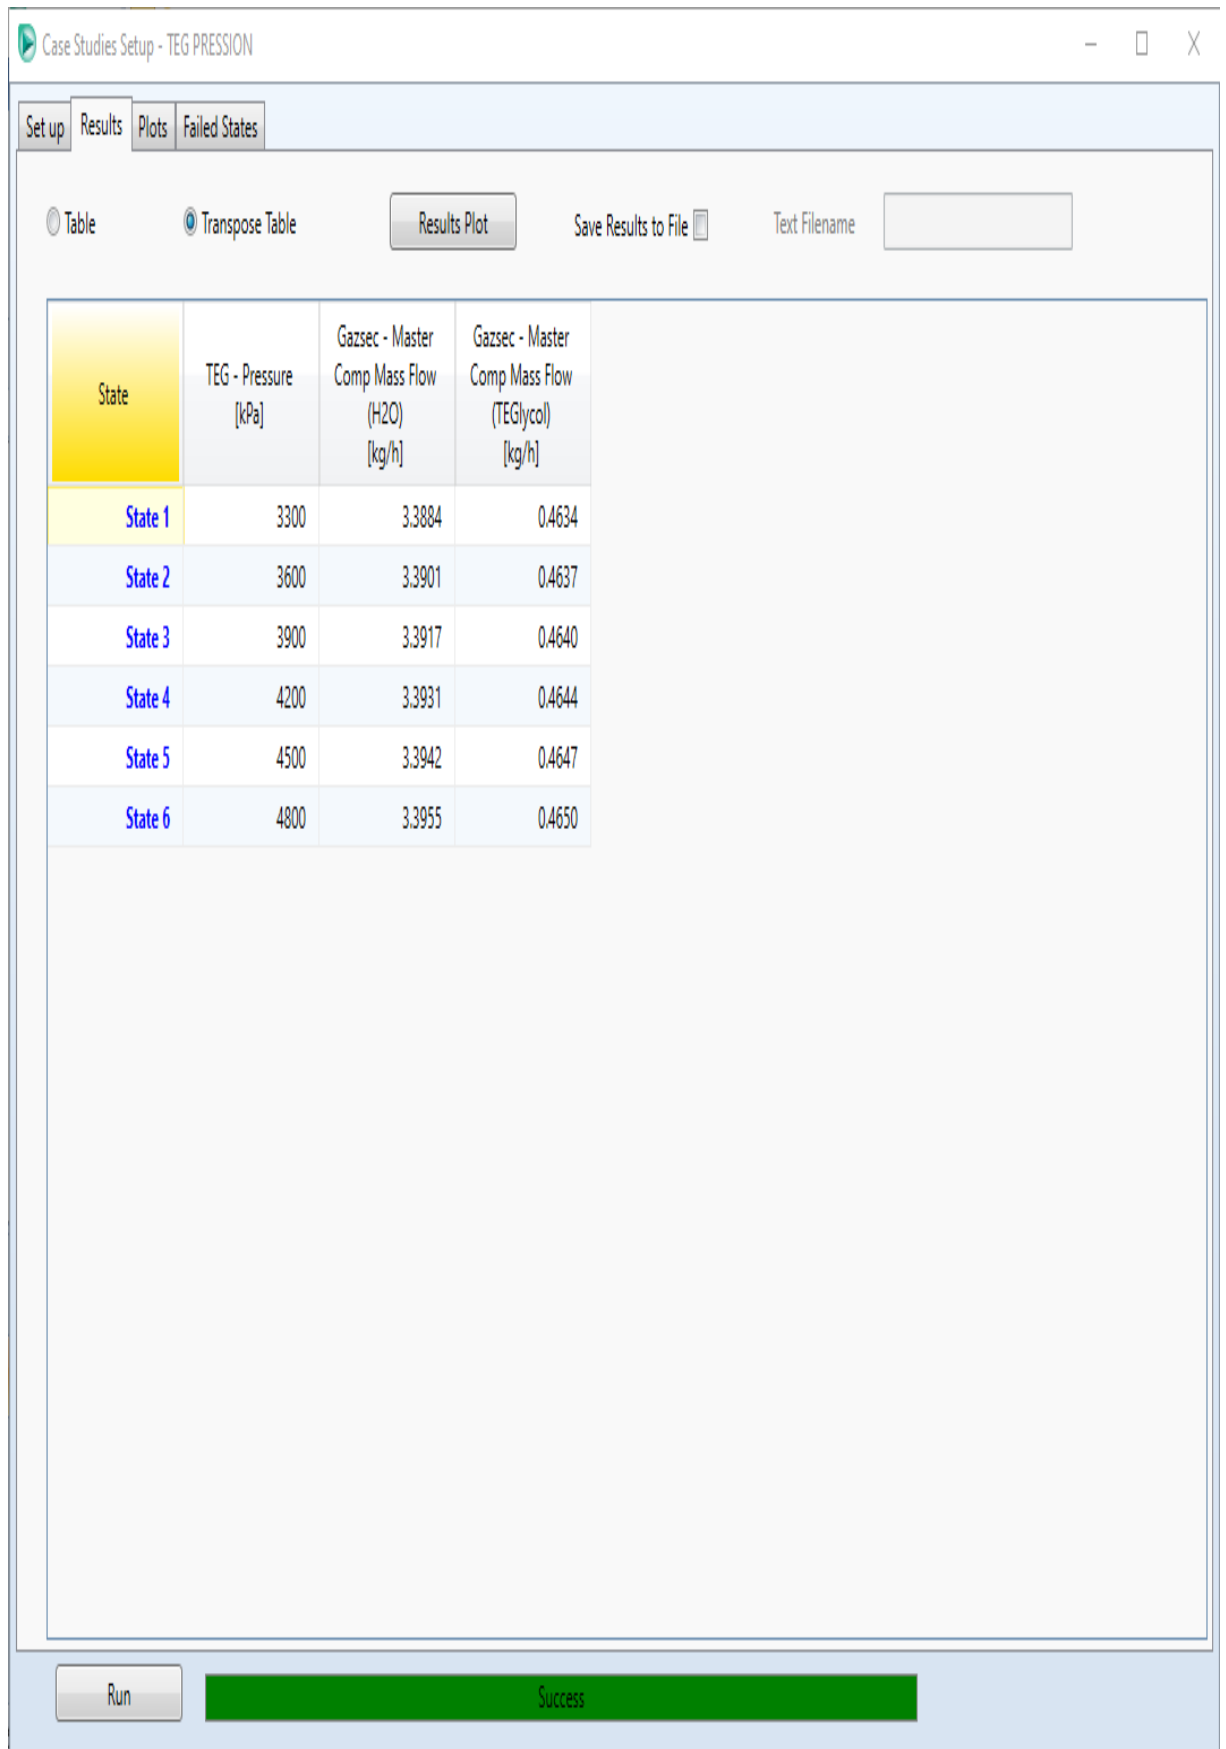 Case Studies Setup - TEG PRESSION
Set up Results Plots Failed States
Table Transpose Table Results Plot Save Results to File Text Filename
State TEG - Pressure [kPa] Gazsec - Master Comp Mass Flow (H2O) [kg/h] Gazsec - Master Comp Mass Flow (TEGlycol) [kg/h]
State 1 3300 3.3884 0.4634
State 2 3600 3.3901 0.4637
State 3 3900 3.3917 0.4640
State 4 4200 3.3931 0.4644
State 5 4500 3.3942 0.4647
State 6 4800 3.3955 0.4650
Run Success